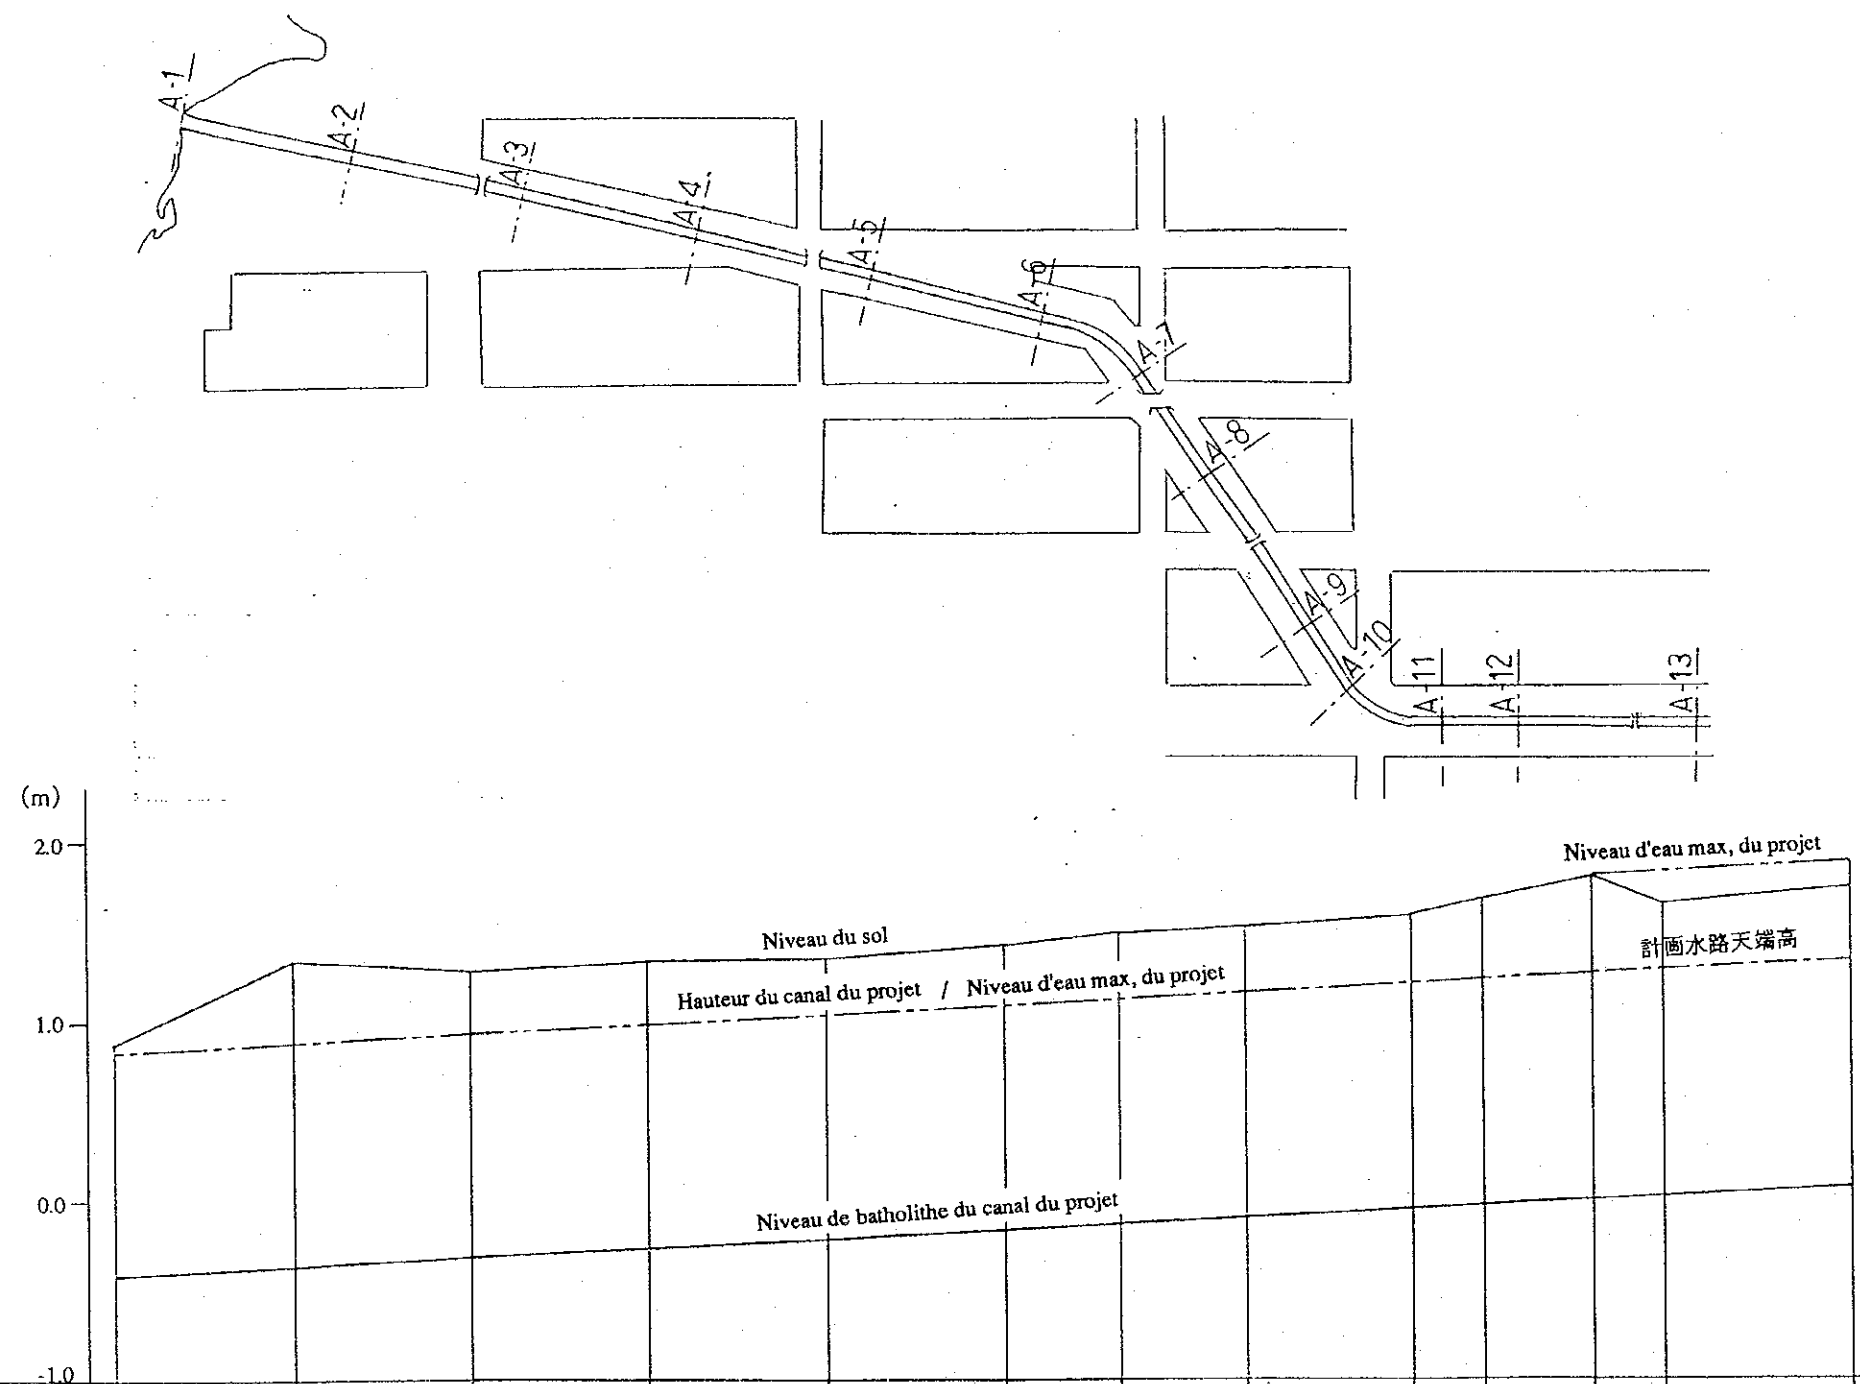 A-1
A-2
A-3
A-4
A-5
A-6
A-7
A-8
A-9
A-10
A-11
A-12
A-13
(m)
2.0
1.0
0.0
-1.0
Niveau d'eau max, du projet
Niveau du sol
計画水路天端高
Hauteur du canal du projet / Niveau d'eau max, du projet
Niveau de batholithe du canal du projet